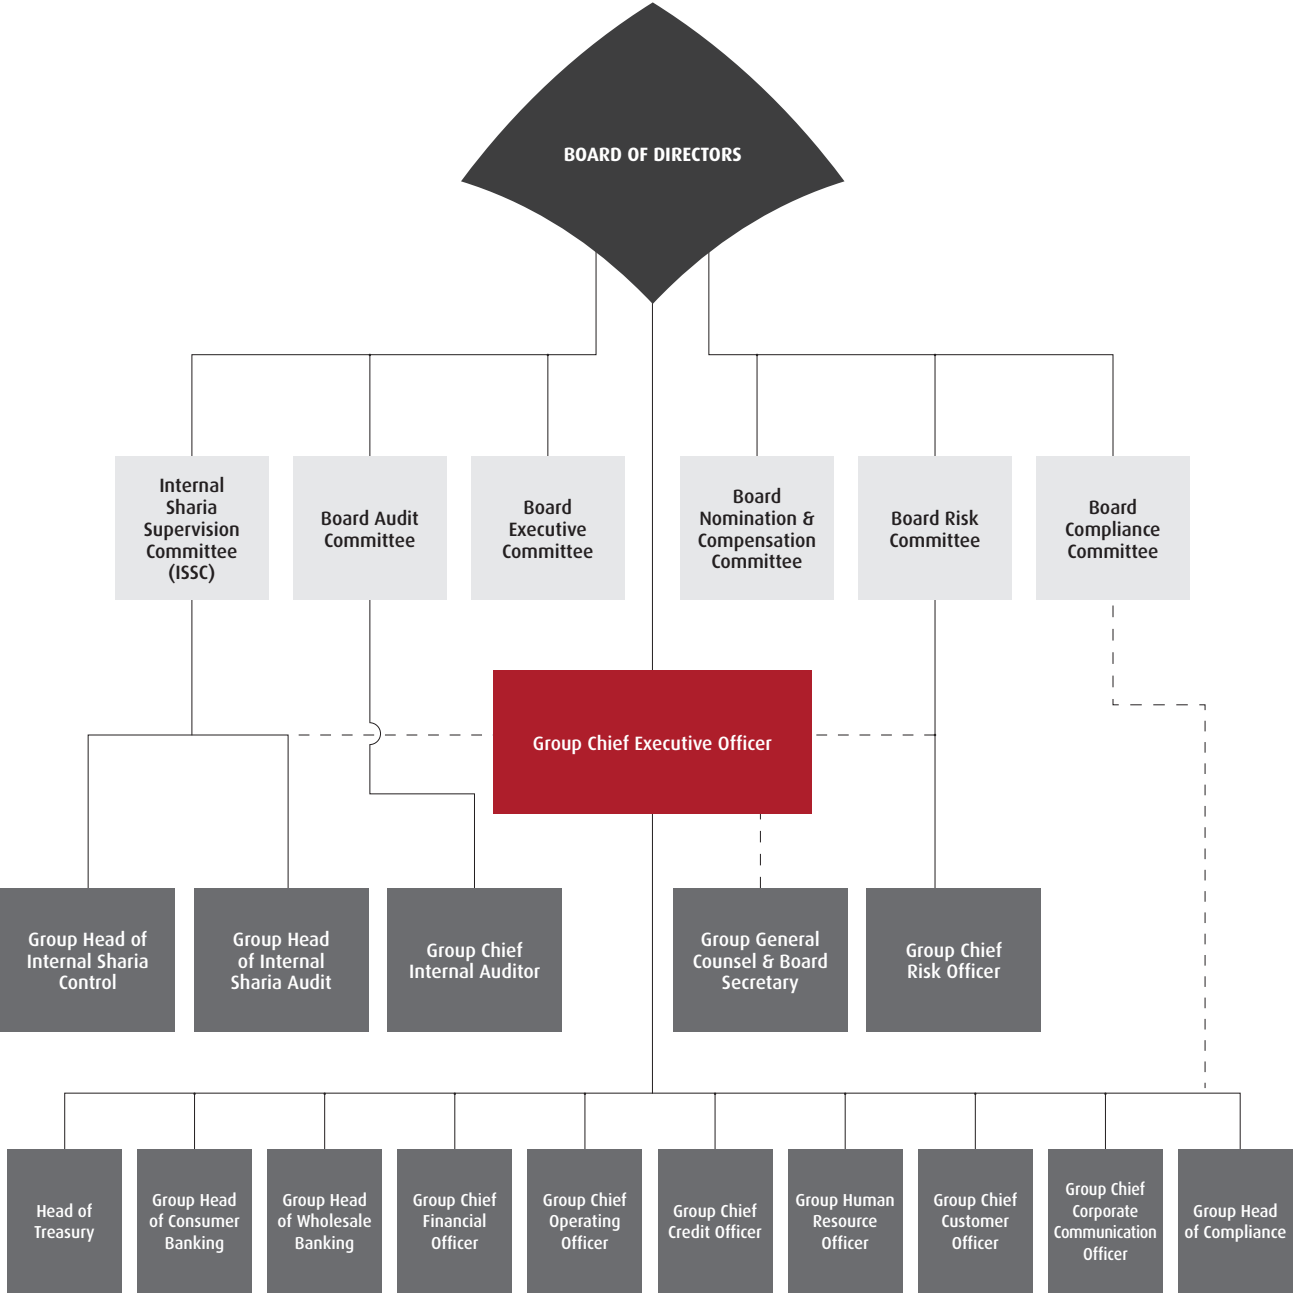 BOARD OF DIRECTORS
Internal
Sharia
Supervision
Committee
(ISSC)
Board Audit
Committee
Board
Executive
Committee
Board
Nomination &
Compensation
Committee
Board Risk
Committee
Board
Compliance
Committee
Group Chief Executive Officer
Group Head of
Internal Sharia
Control
Group Head
of Internal
Sharia Audit
Group Chief
Internal Auditor
Group General
Counsel & Board
Secretary
Group Chief
Risk Officer
Head of
Treasury
Group Head
of Consumer
Banking
Group Head
of Wholesale
Banking
Group Chief
Financial
Officer
Group Chief
Operating
Officer
Group Chief
Credit Officer
Group Human
Resource
Officer
Group Chief
Customer
Officer
Group Chief
Corporate
Communication
Officer
Group Head
of Compliance